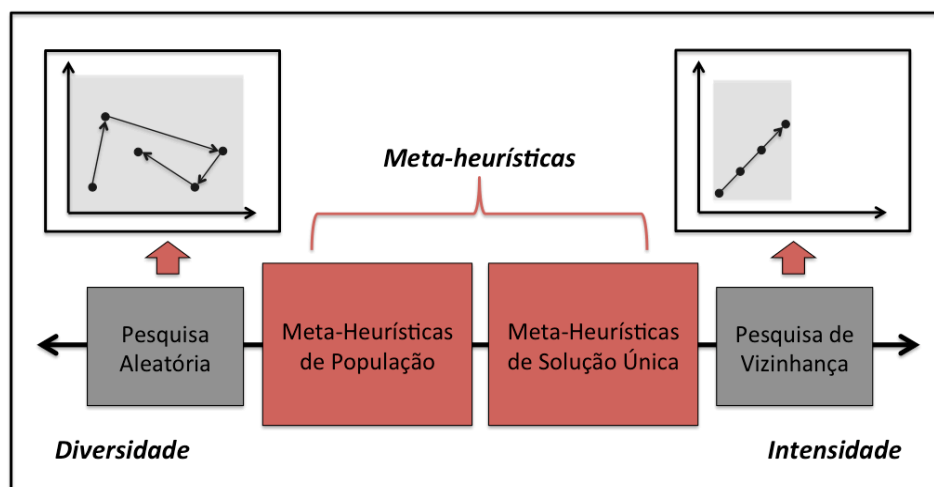 Meta-heurísticas
Pesquisa
Aleatória
Meta-Heurísticas
de População
Meta-Heurísticas
de Solução Única
Pesquisa de
Vizinhança
Diversidade
Intensidade